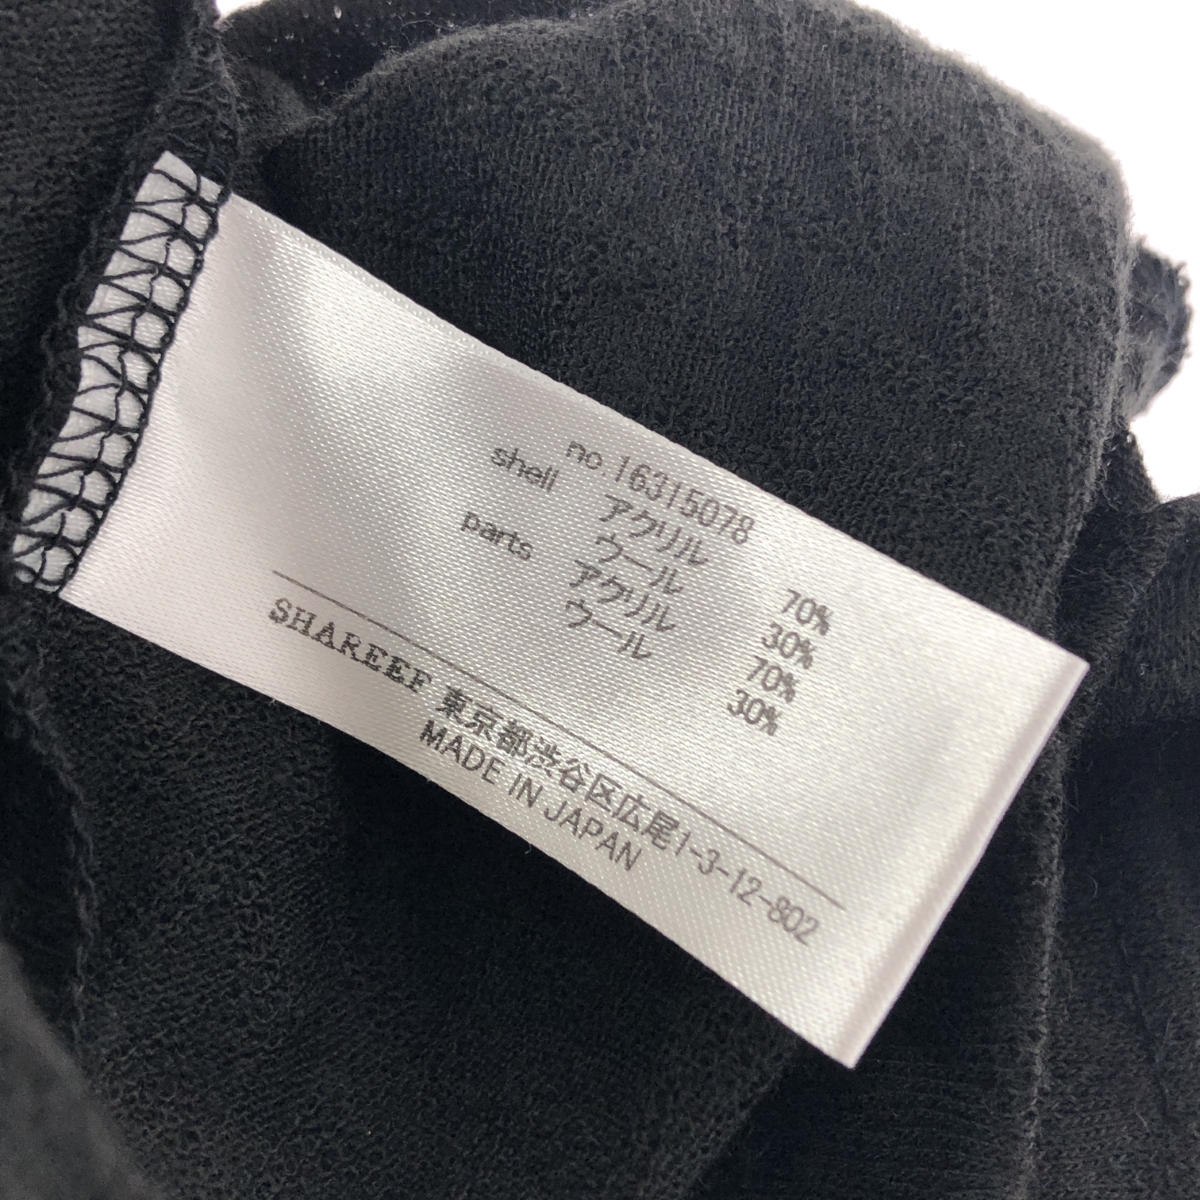 no.16315078
shell アクリル 70%
ウール 30%
parts アクリル 70%
ウール 30%
SHAREEF 東京都渋谷区広尾1-3-12-802
MADE IN JAPAN